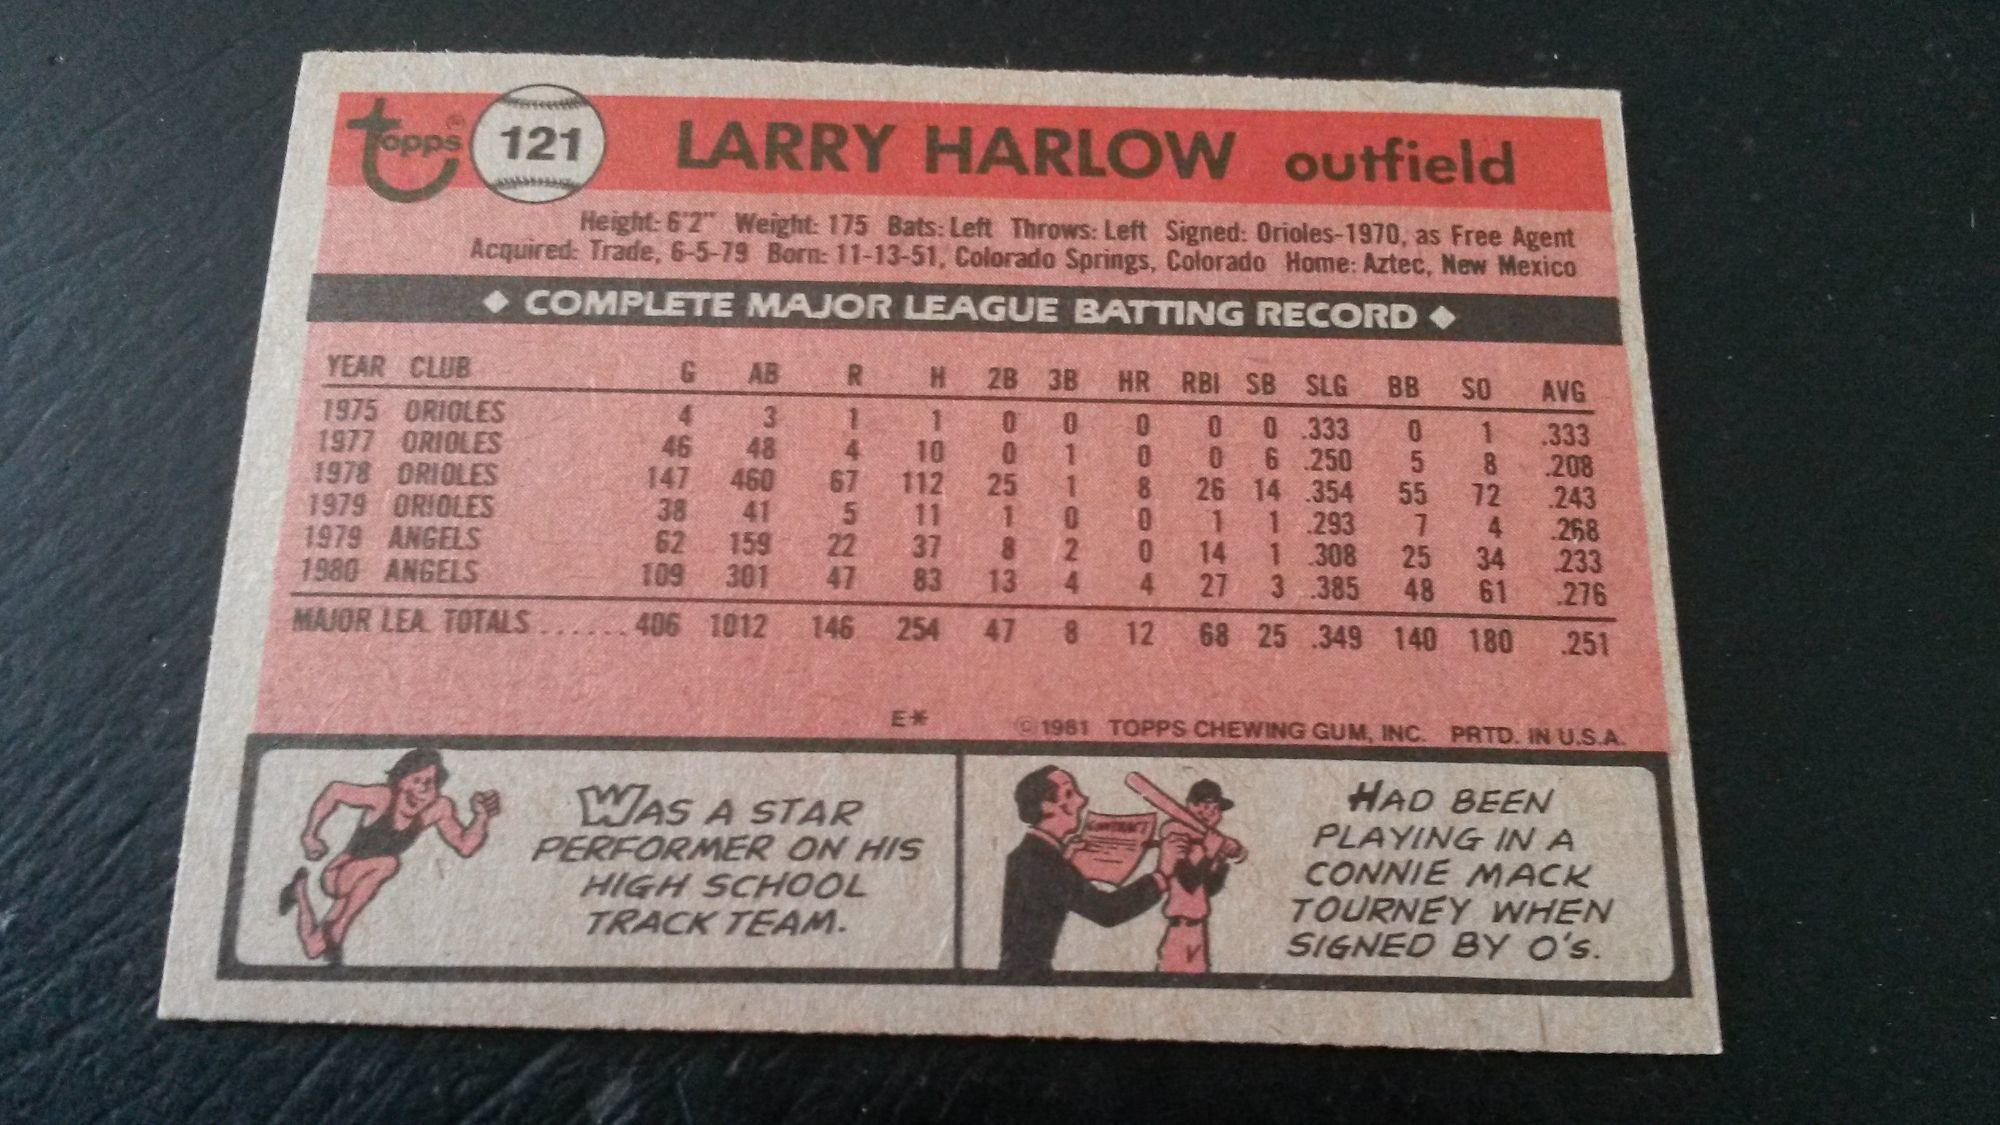 topps® 121 LARRY HARLOW outfield
Height: 6'2" Weight: 175 Bats: Left Throws: Left Signed: Orioles-1970, as Free Agent
Acquired: Trade, 6-5-79 Born: 11-13-51, Colorado Springs, Colorado Home: Aztec, New Mexico
◆ COMPLETE MAJOR LEAGUE BATTING RECORD ◆
YEAR CLUB G AB R H 2B 3B HR RBI SB SLG BB SO AVG
1975 ORIOLES 4 3 1 1 0 0 0 0 0 .333 0 1 .333
1977 ORIOLES 46 48 4 10 0 1 0 0 6 .250 5 8 .208
1978 ORIOLES 147 460 67 112 25 1 8 26 14 .354 55 72 .243
1979 ORIOLES 38 41 5 11 1 0 0 1 1 .293 7 4 .268
1979 ANGELS 62 159 22 37 8 2 0 14 1 .308 25 34 .233
1980 ANGELS 109 301 47 83 13 4 4 27 3 .385 48 61 .276
MAJOR LEA. TOTALS ...... 406 1012 146 254 47 8 12 68 25 .349 140 180 .251
E* © 1981 TOPPS CHEWING GUM, INC. PRTD. IN U.S.A.
WAS A STAR
PERFORMER ON HIS
HIGH SCHOOL
TRACK TEAM.
CONTRACT
HAD BEEN
PLAYING IN A
CONNIE MACK
TOURNEY WHEN
SIGNED BY O'S.